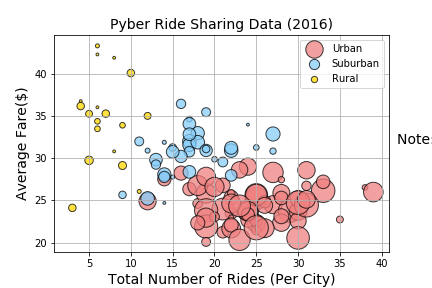 Pyber Ride Sharing Data (2016)
Urban
Suburban
Rural
40
35
30
25
20
Average Fare($)
5 10 15 20 25 30 35 40
Total Number of Rides (Per City)
Note: